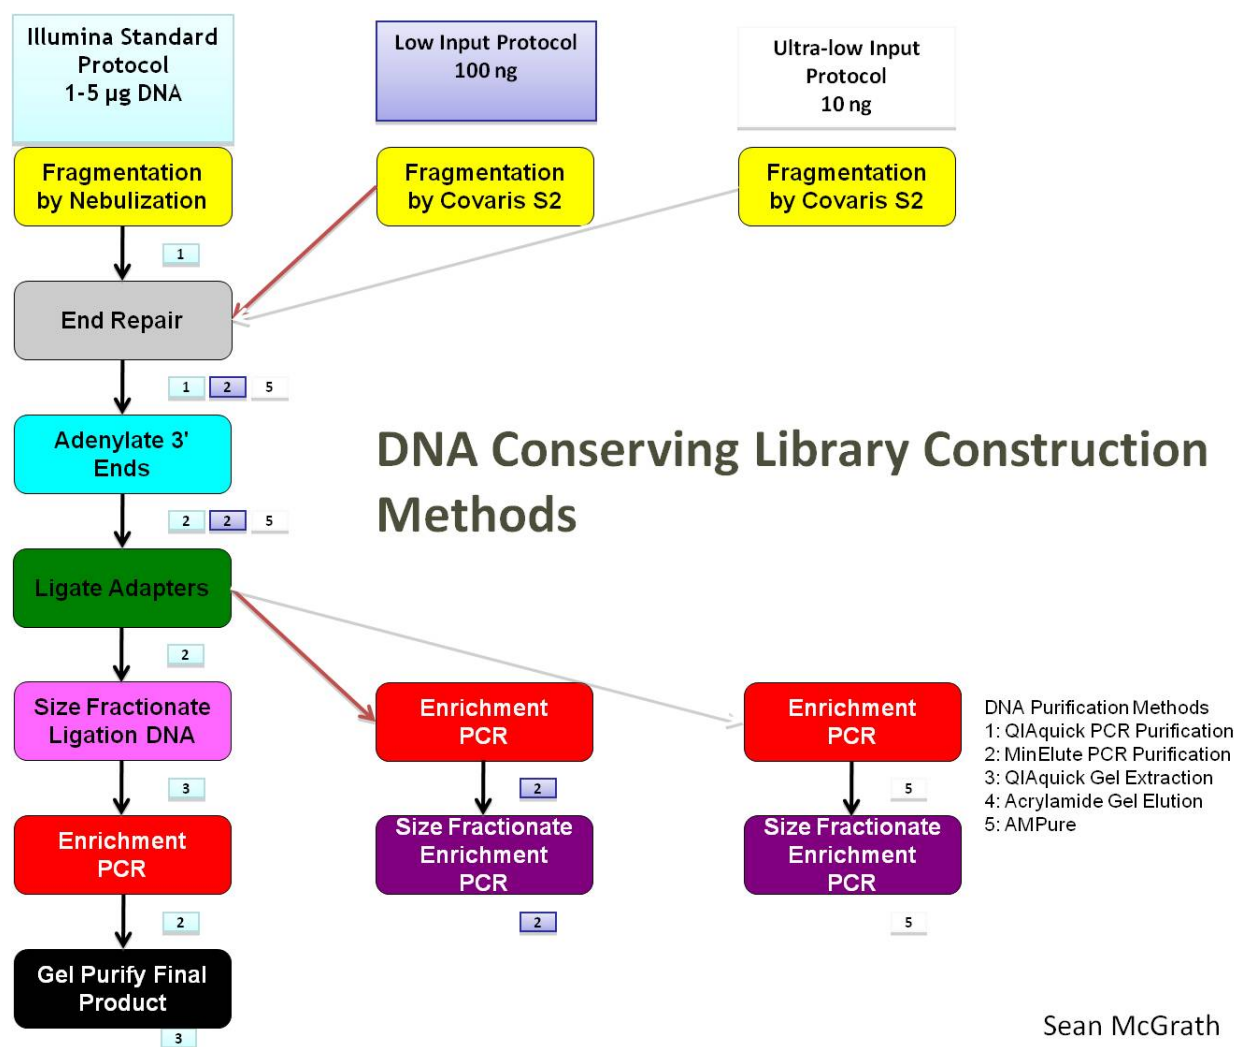 Illumina Standard
Protocol
1-5 µg DNA
Low Input Protocol
100 ng
Ultra-low Input
Protocol
10 ng
Fragmentation
by Nebulization
Fragmentation
by Covaris S2
Fragmentation
by Covaris S2
1
End Repair
1 2 5
Adenylate 3'
Ends
DNA Conserving Library Construction
Methods
2 2 5
Ligate Adapters
2
Size Fractionate
Ligation DNA
Enrichment
PCR
Enrichment
PCR
DNA Purification Methods
1: QIAquick PCR Purification
2: MinElute PCR Purification
3: QIAquick Gel Extraction
4: Acrylamide Gel Elution
5: AMPure
3
2
5
Enrichment
PCR
Size Fractionate
Enrichment
PCR
Size Fractionate
Enrichment
PCR
2
2
5
Gel Purify Final
Product
3
Sean McGrath